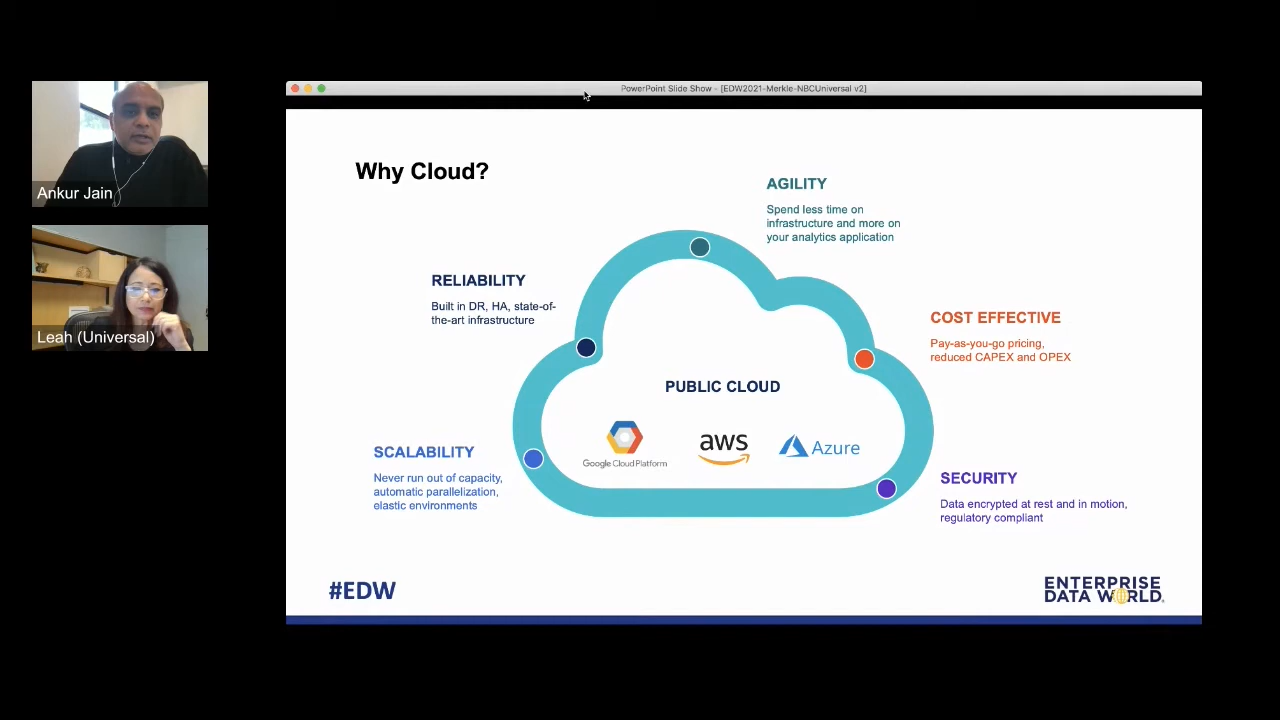 PowerPoint Slide Show - [EDW2021-Merkle-NBCUniversal v2]
Ankur Jain
Leah (Universal)
Why Cloud?
AGILITY
Spend less time on
infrastructure and more on
your analytics application
RELIABILITY
Built in DR, HA, state-of-
the-art infrastructure
COST EFFECTIVE
Pay-as-you-go pricing,
reduced CAPEX and OPEX
PUBLIC CLOUD
Google Cloud Platform
aws
Azure
SCALABILITY
Never run out of capacity,
automatic parallelization,
elastic environments
SECURITY
Data encrypted at rest and in motion,
regulatory compliant
#EDW
ENTERPRISE
DATA WORLD